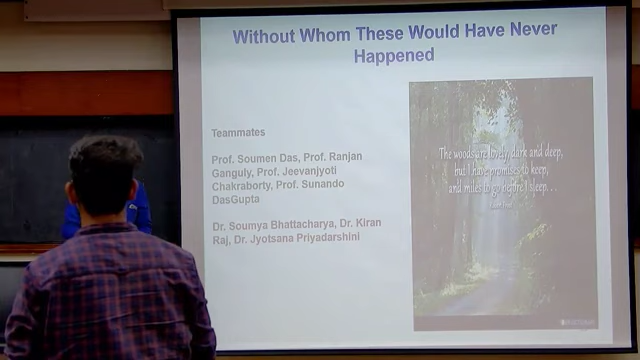 Without Whom These Would Have Never
Happened
Teammates
Prof. Soumen Das, Prof. Ranjan
Ganguly, Prof. Jeevanjyoti
Chakraborty, Prof. Sunando
DasGupta
Dr. Soumya Bhattacharya, Dr. Kiran
Raj, Dr. Jyotsana Priyadarshini
The woods are lovely, dark and deep,
but I have promises to keep,
and miles to go before I sleep. . .